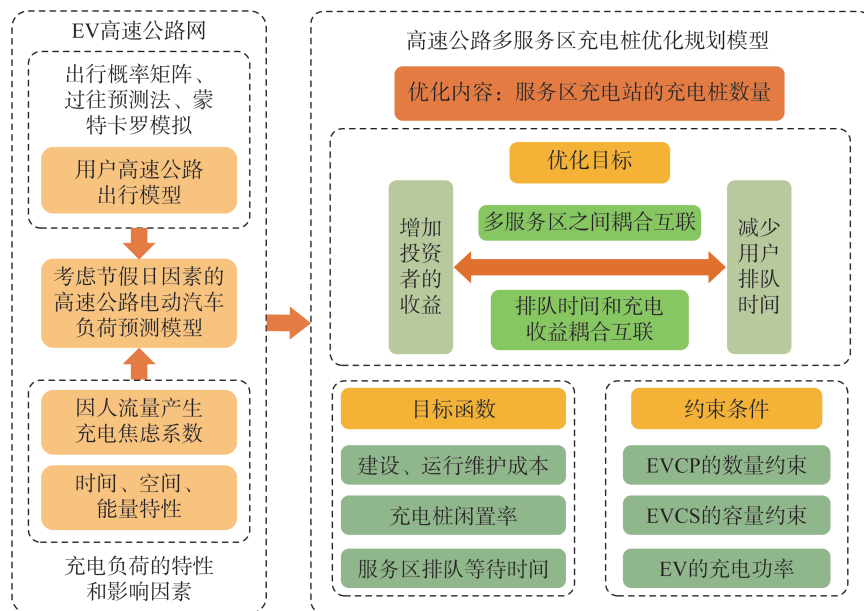 EV高速公路网
出行概率矩阵、
过往预测法、蒙
特卡罗模拟
用户高速公路
出行模型
考虑节假日因素的
高速公路电动汽车
负荷预测模型
因人流量产生
充电焦虑系数
时间、空间、
能量特性
充电负荷的特性
和影响因素
高速公路多服务区充电桩优化规划模型
优化内容：服务区充电站的充电桩数量
优化目标
增加
投资
者的
收益
多服务区之间耦合互联
排队时间和充电
收益耦合互联
减少
用户
排队
时间
目标函数
建设、运行维护成本
充电桩闲置率
服务区排队等待时间
约束条件
EVCP的数量约束
EVCS的容量约束
EV的充电功率